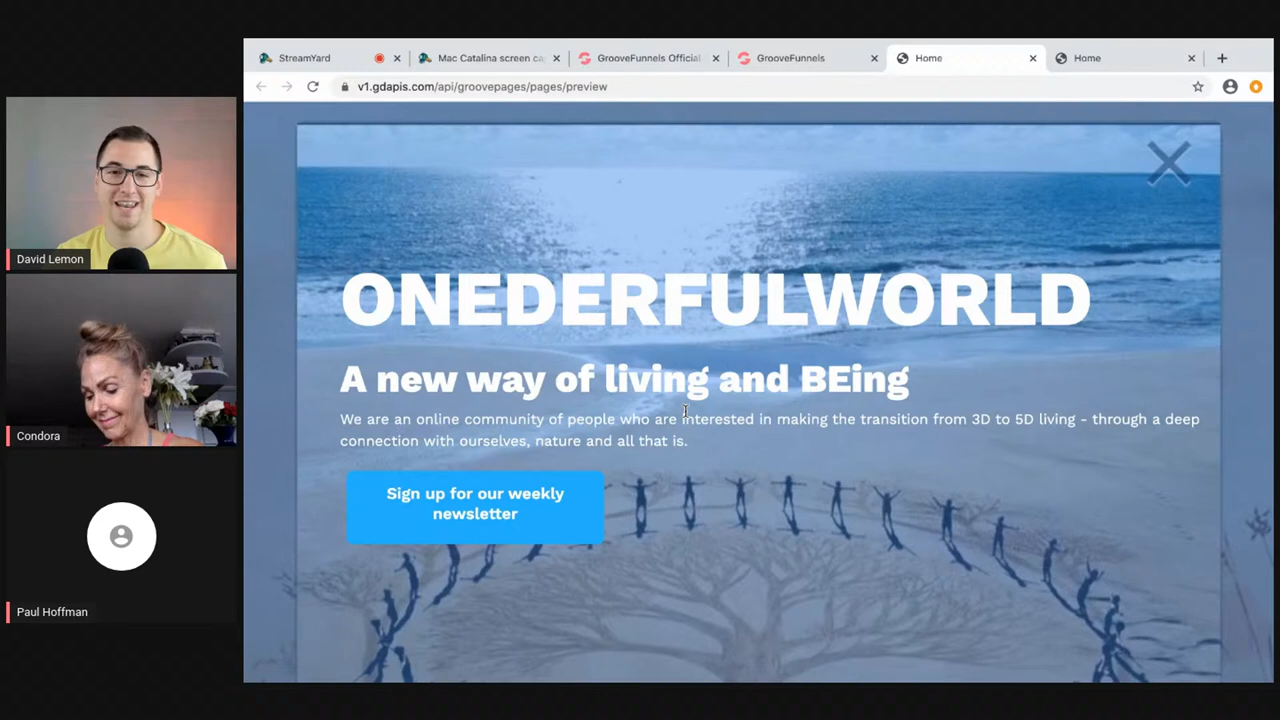 StreamYard
Mac Catalina screen ca
GrooveFunnels Official
GrooveFunnels
Home
Home
v1.gdapis.com/api/groovepages/pages/preview
David Lemon
Condora
Paul Hoffman
ONEDERFULWORLD
A new way of living and BEing
We are an online community of people who are interested in making the transition from 3D to 5D living - through a deep
connection with ourselves, nature and all that is.
Sign up for our weekly
newsletter